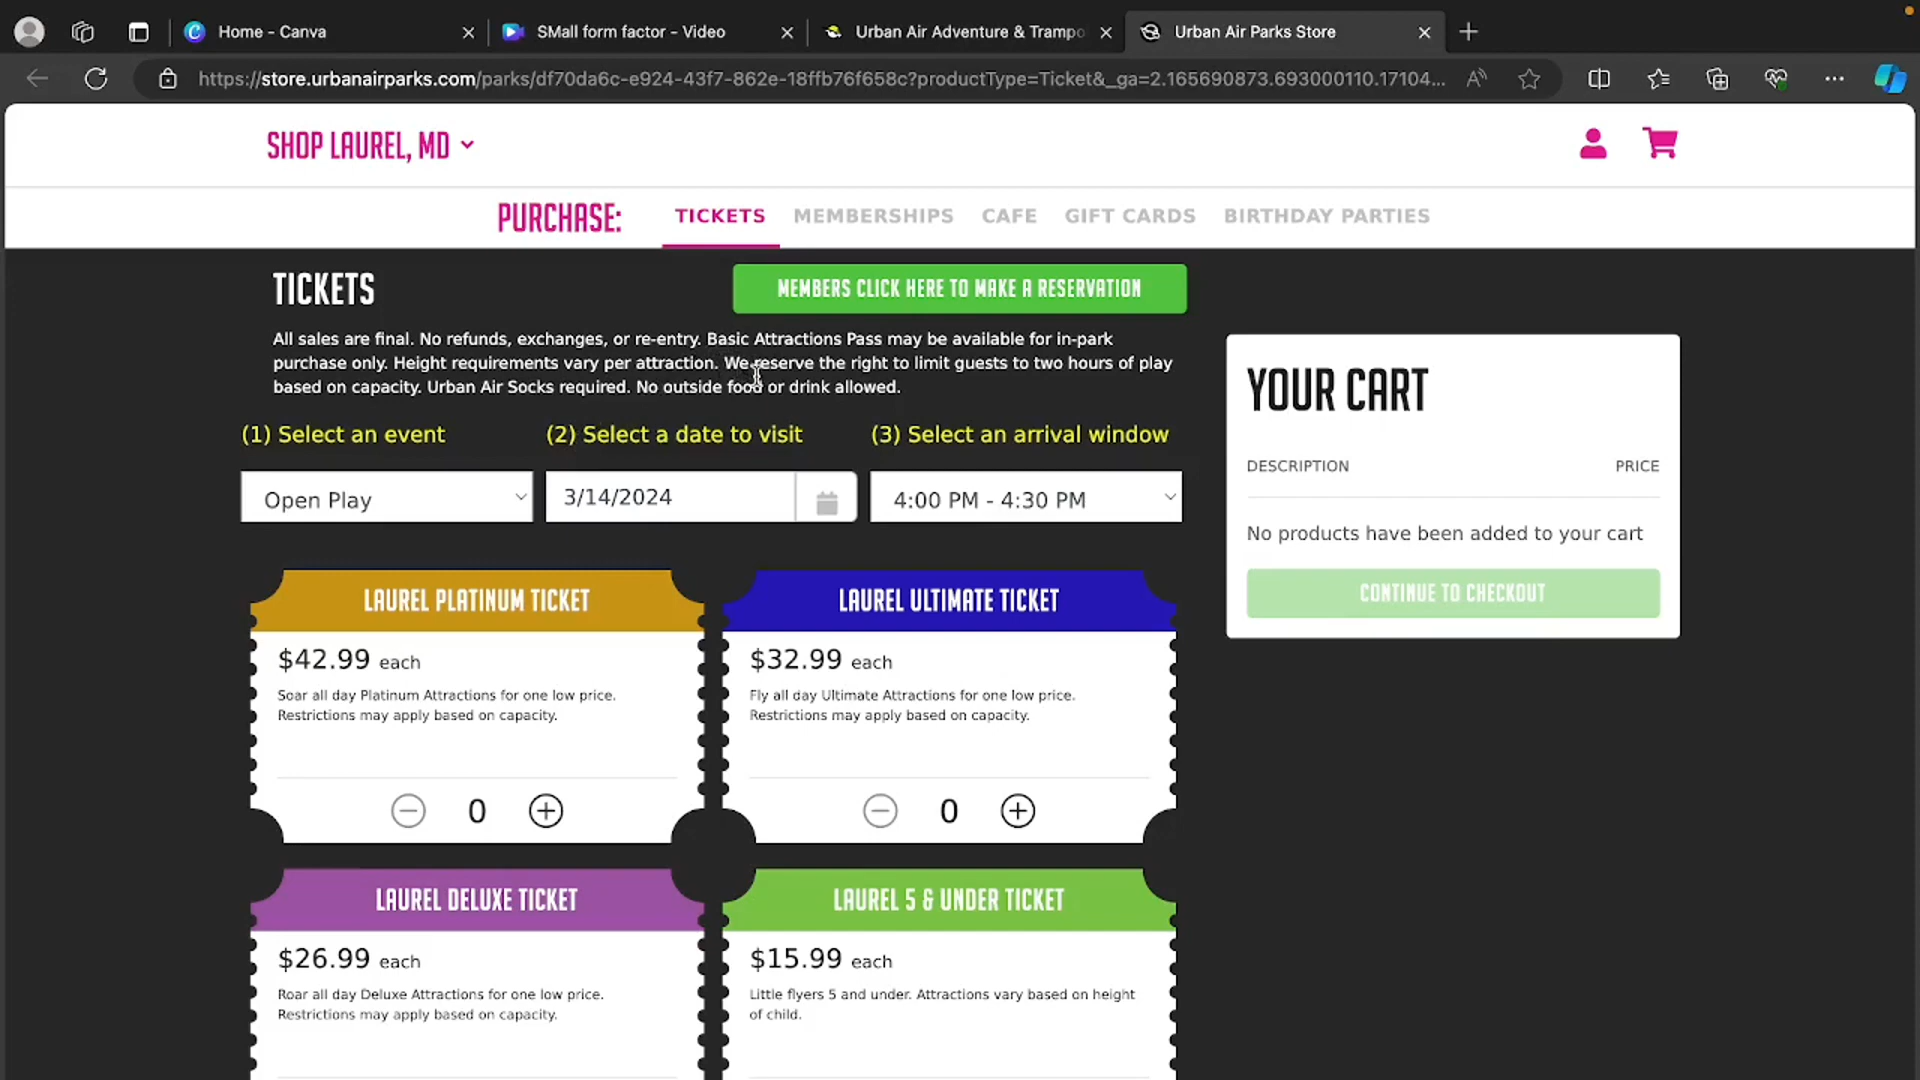 Home - Canva
SMall form factor - Video
Urban Air Adventure & Trampo
Urban Air Parks Store
https://store.urbanairparks.com/parks/df70da6c-e924-43f7-862e-18ffb76f658c?productType=Ticket&_ga=2.165690873.693000110.17104...
SHOP LAUREL, MD
PURCHASE:
TICKETS
MEMBERSHIPS
CAFE
GIFT CARDS
BIRTHDAY PARTIES
TICKETS
MEMBERS CLICK HERE TO MAKE A RESERVATION
All sales are final. No refunds, exchanges, or re-entry. Basic Attractions Pass may be available for in-park
purchase only. Height requirements vary per attraction. We reserve the right to limit guests to two hours of play
based on capacity. Urban Air Socks required. No outside food or drink allowed.
(1) Select an event
(2) Select a date to visit
(3) Select an arrival window
Open Play
3/14/2024
4:00 PM - 4:30 PM
YOUR CART
DESCRIPTION
PRICE
No products have been added to your cart
CONTINUE TO CHECKOUT
LAUREL PLATINUM TICKET
$42.99 each
Soar all day Platinum Attractions for one low price.
Restrictions may apply based on capacity.
0
LAUREL ULTIMATE TICKET
$32.99 each
Fly all day Ultimate Attractions for one low price.
Restrictions may apply based on capacity.
0
LAUREL DELUXE TICKET
$26.99 each
Roar all day Deluxe Attractions for one low price.
Restrictions may apply based on capacity.
LAUREL 5 & UNDER TICKET
$15.99 each
Little flyers 5 and under. Attractions vary based on height
of child.